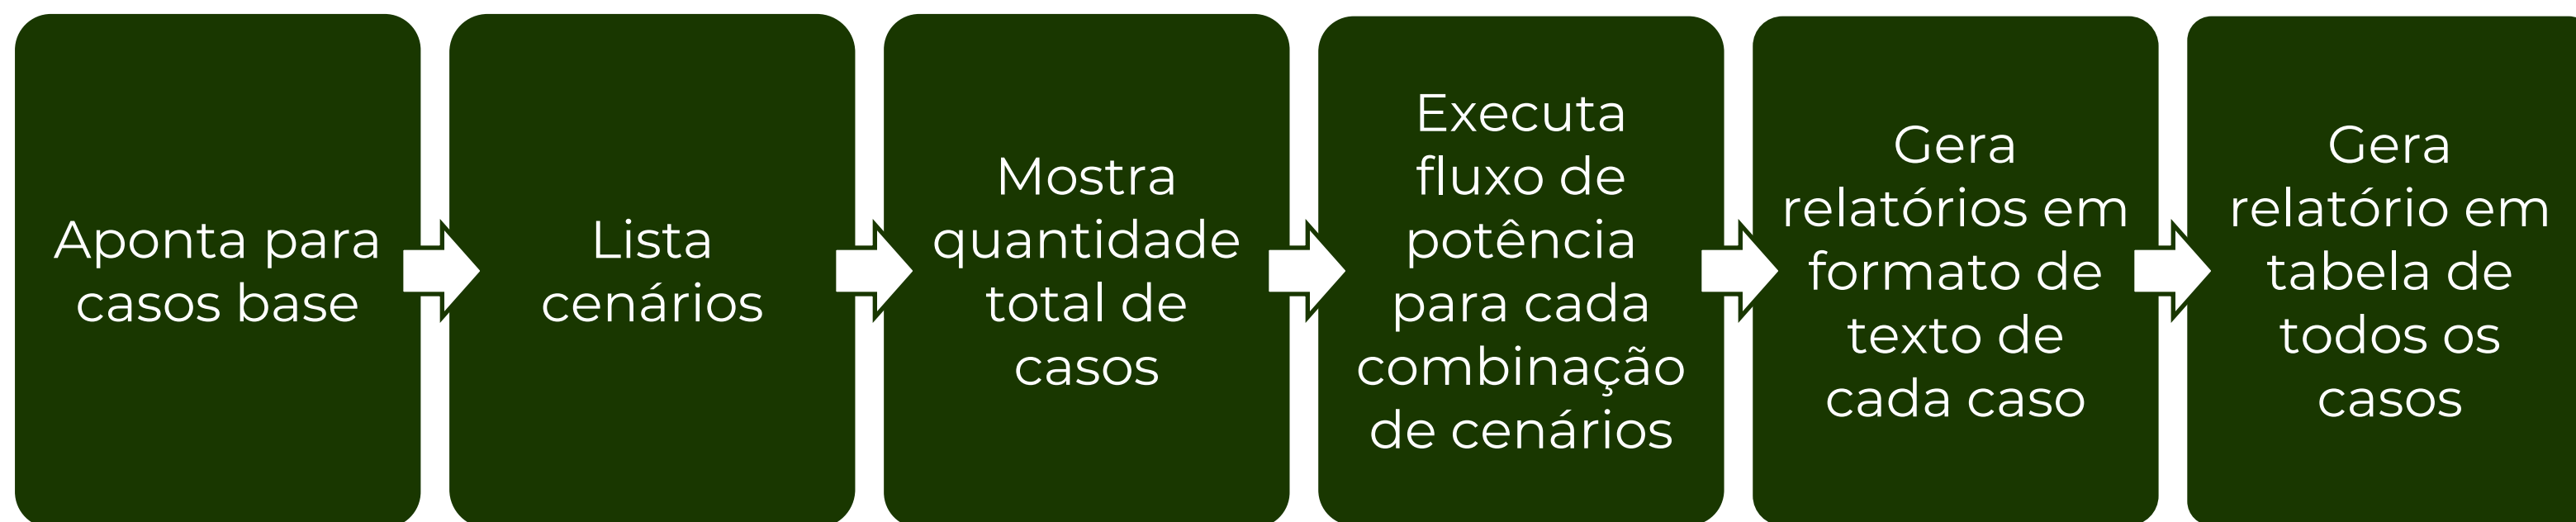 Aponta para
casos base
Lista
cenários
Mostra
quantidade
total de
casos
Executa
fluxo de
potência
para cada
combinação
de cenários
Gera
relatórios em
formato de
texto de
cada caso
Gera
relatório em
tabela de
todos os
casos